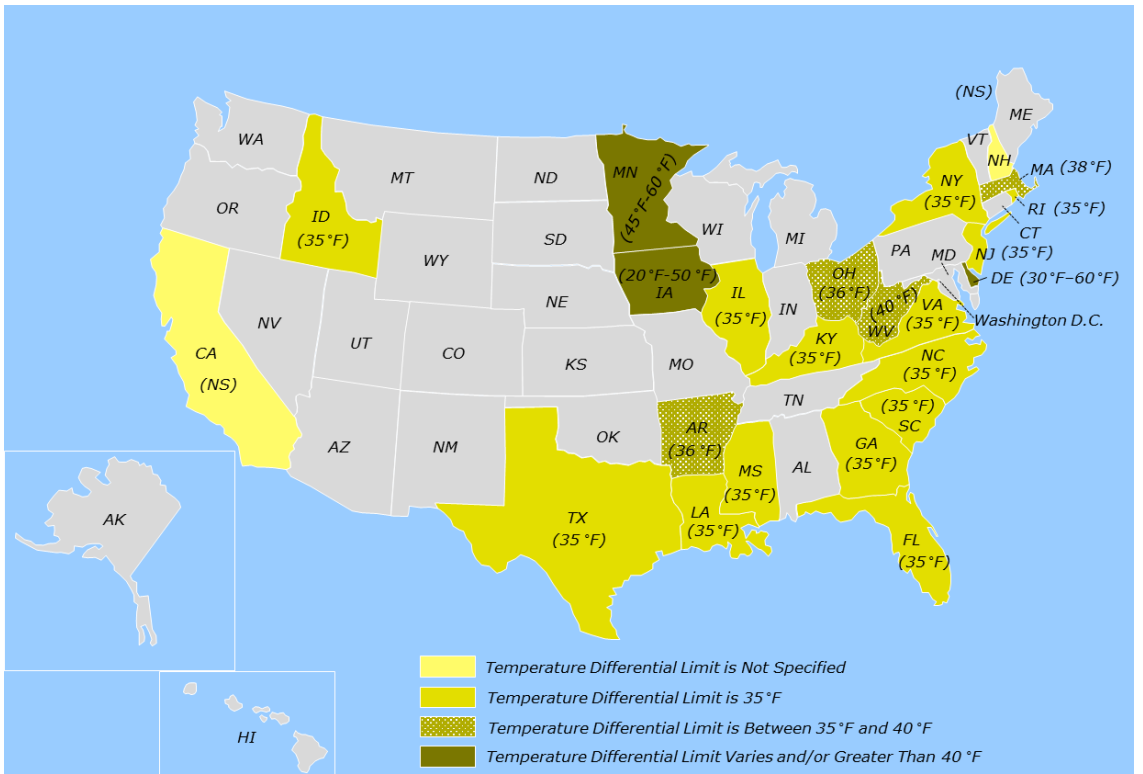 (NS)
ME
WA
VT
NH
MT
ND
MN
(45°F-60°F)
MA (38°F)
NY
(35°F)
OR
ID
(35°F)
RI (35°F)
SD
WI
MI
CT
WY
PA
MD
NJ (35°F)
(20°F-50°F)
IA
OH
(36°F)
DE (30°F–60°F)
NE
IL
(35°F)
IN
(40°F)
WV
VA
(35°F)
Washington D.C.
NV
UT
CO
CA
(NS)
KS
MO
KY
(35°F)
NC
(35°F)
TN
(35°F)
SC
AZ
NM
OK
AR
(36°F)
GA
(35°F)
MS
(35°F)
AL
AK
TX
(35°F)
LA
(35°F)
FL
(35°F)
HI
Temperature Differential Limit is Not Specified
Temperature Differential Limit is 35°F
Temperature Differential Limit is Between 35°F and 40°F
Temperature Differential Limit Varies and/or Greater Than 40 °F